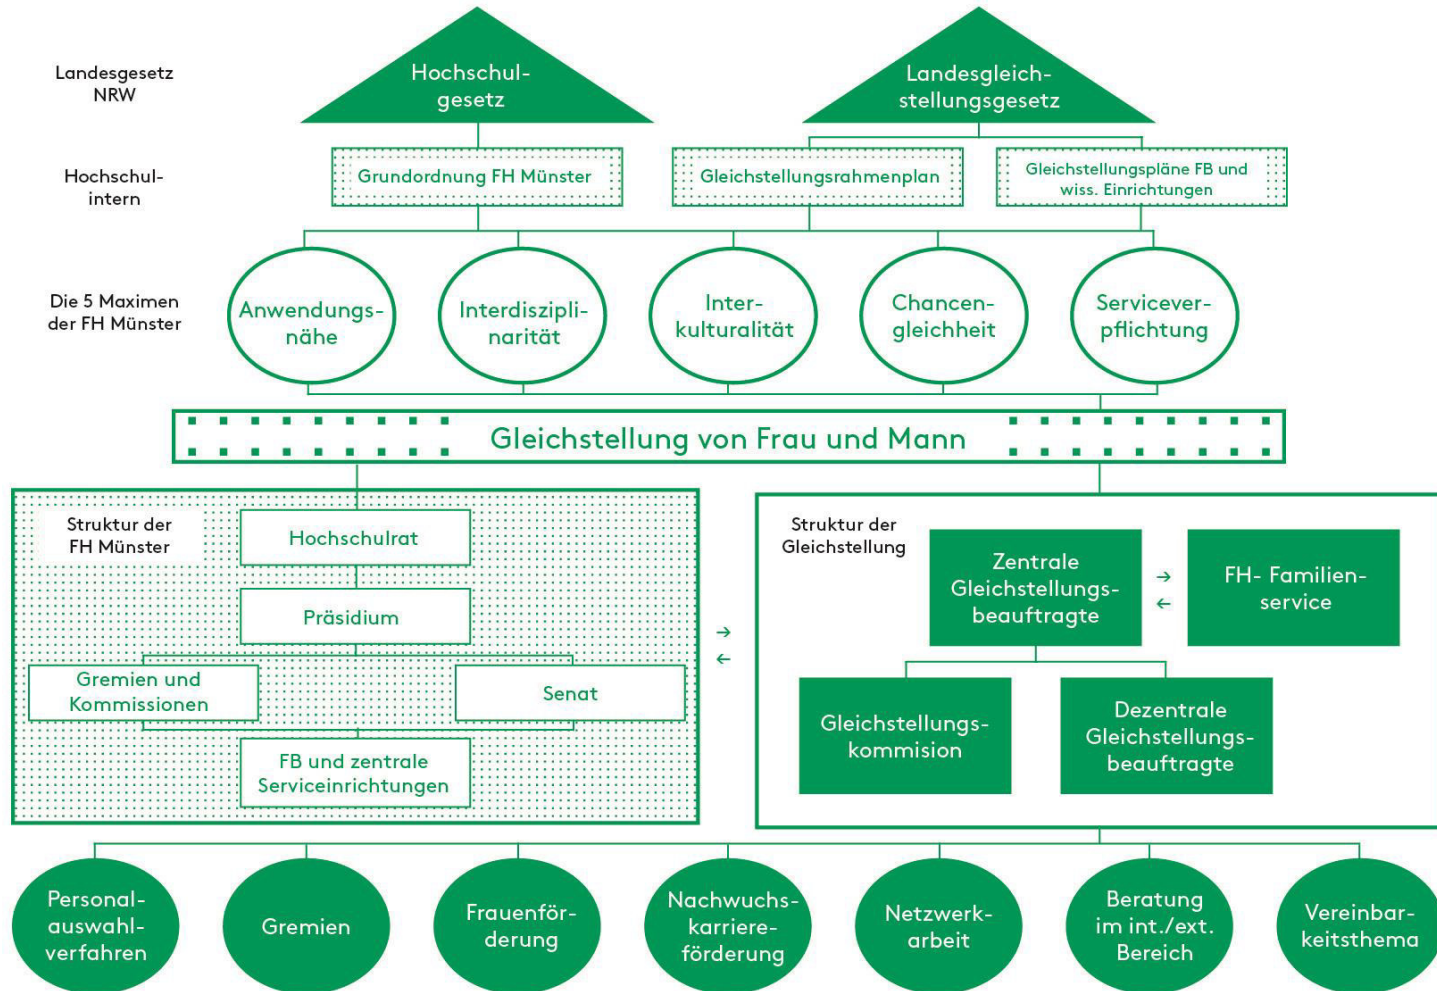 Landesgesetz
NRW
Hochschul-
gesetz
Landesgleich-
stellungsgesetz
Hochschul-
intern
Grundordnung FH Münster
Gleichstellungsrahmenplan
Gleichstellungspläne FB und
wiss. Einrichtungen
Die 5 Maximen
der FH Münster
Anwendungs-
nähe
Interdiszipli-
narität
Inter-
kulturalität
Chancen-
gleichheit
Servicever-
pflichtung
Gleichstellung von Frau und Mann
Struktur der
FH Münster
Hochschulrat
Präsidium
Gremien und
Kommissionen
Senat
FB und zentrale
Serviceinrichtungen
Struktur der
Gleichstellung
Zentrale
Gleichstellungs-
beauftragte
FH- Familien-
service
Gleichstellungs-
kommision
Dezentrale
Gleichstellungs-
beauftragte
Personal-
auswahl-
verfahren
Gremien
Frauenför-
derung
Nachwuchs-
karriere-
förderung
Netzwerk-
arbeit
Beratung
im int./ext.
Bereich
Vereinbar-
keitsthema